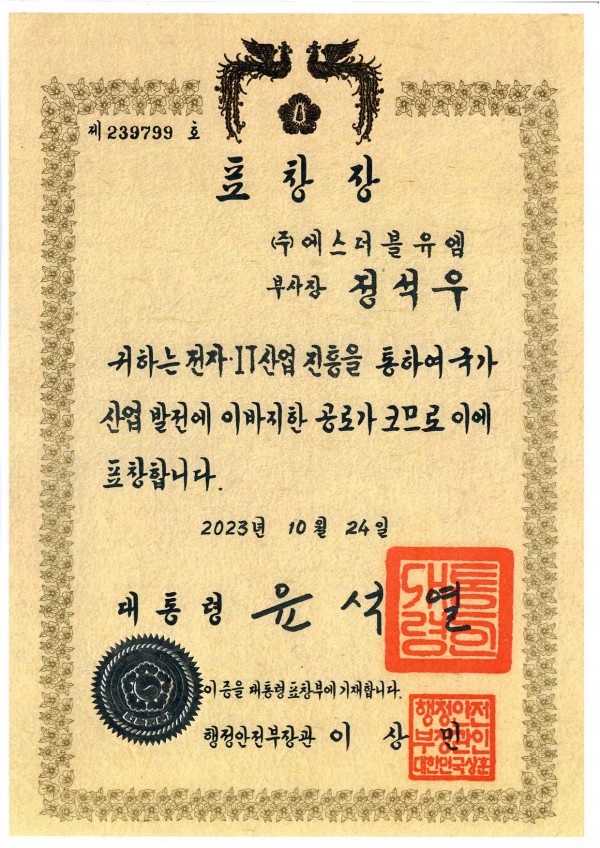 제 239799 호
표 창 장
(주)에스더블유엠
부사장 정석우
귀하는 전자·IT산업 진흥을 통하여 국가
산업 발전에 이바지한 공로가 크므로 이에
표창합니다.
2023년 10월 24일
대통령 윤석열
이 증을 대통령표창부에 기재합니다.
행정안전부장관 이상민
행정안전
부장관인
대한민국상훈